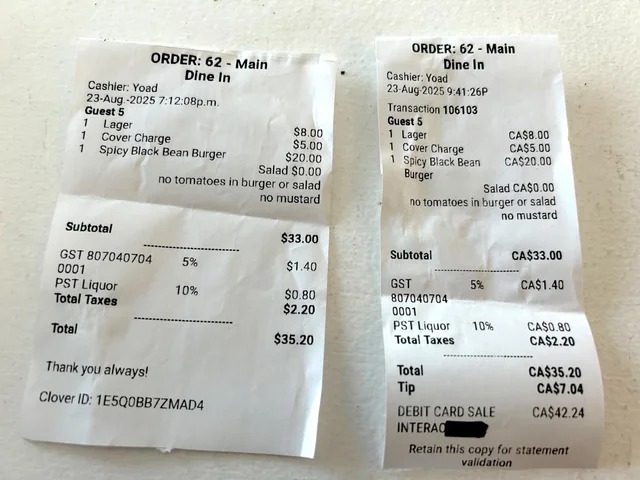 ORDER: 62 - Main
Dine In
Cashier: Yoad
23-Aug.-2025 7:12:08p.m.
Guest 5
1 Lager $8.00
1 Cover Charge $5.00
1 Spicy Black Bean Burger $20.00
Salad $0.00
no tomatoes in burger or salad
no mustard
Subtotal $33.00
GST 807040704 5% $1.40
0001
PST Liquor 10% $0.80
Total Taxes $2.20
Total $35.20
Thank you always!
Clover ID: 1E5Q0BB7ZMAD4
ORDER: 62 - Main
Dine In
Cashier: Yoad
23-Aug-2025 9:41:26P
Transaction 106103
Guest 5
1 Lager CA$8.00
1 Cover Charge CA$5.00
1 Spicy Black Bean CA$20.00
Burger
Salad CA$0.00
no tomatoes in burger or salad
no mustard
Subtotal CA$33.00
GST 5% CA$1.40
807040704
0001
PST Liquor 10% CA$0.80
Total Taxes CA$2.20
Total CA$35.20
Tip CA$7.04
DEBIT CARD SALE CA$42.24
INTERAC
Retain this copy for statement
validation